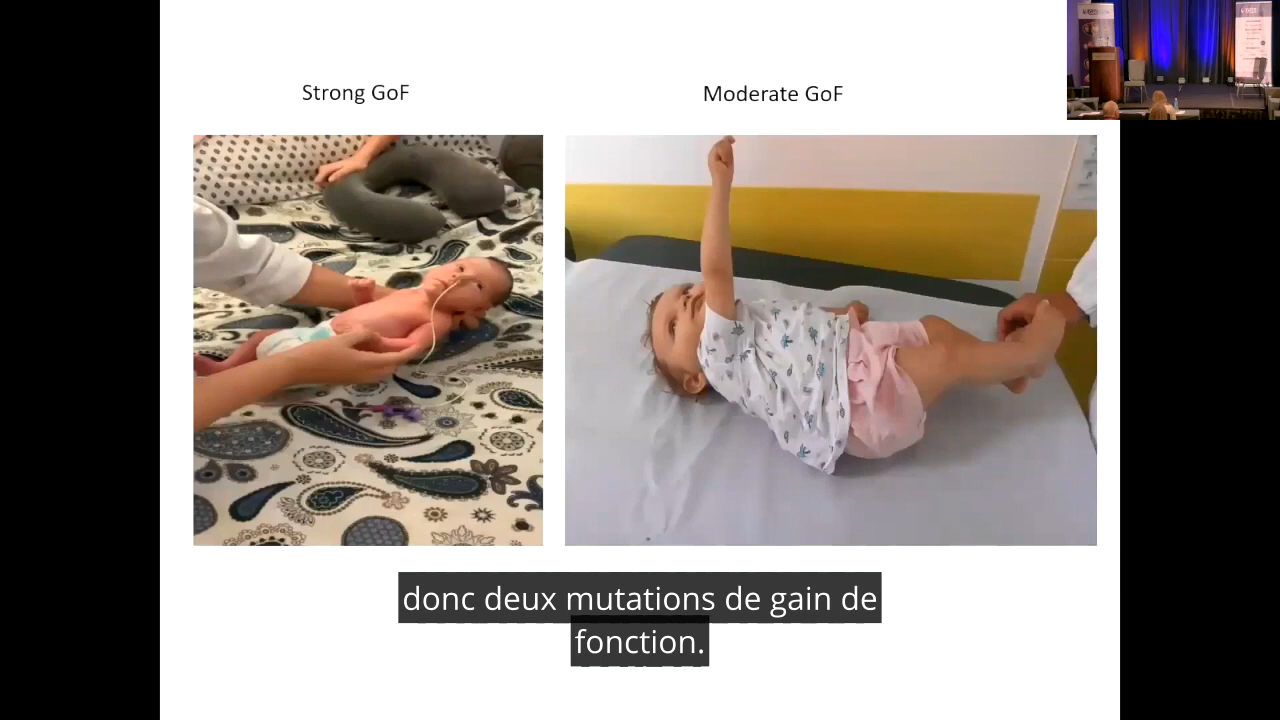 Strong GoF
Moderate GoF
donc deux mutations de gain de
fonction.